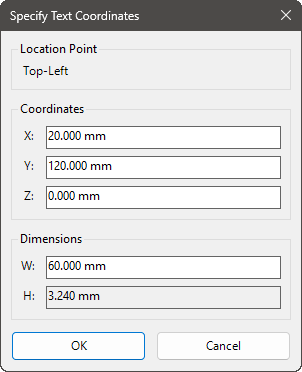 Specify Text Coordinates
Location Point
Top-Left
Coordinates
X: 20.000 mm
Y: 120.000 mm
Z: 0.000 mm
Dimensions
W: 60.000 mm
H: 3.240 mm
OK Cancel